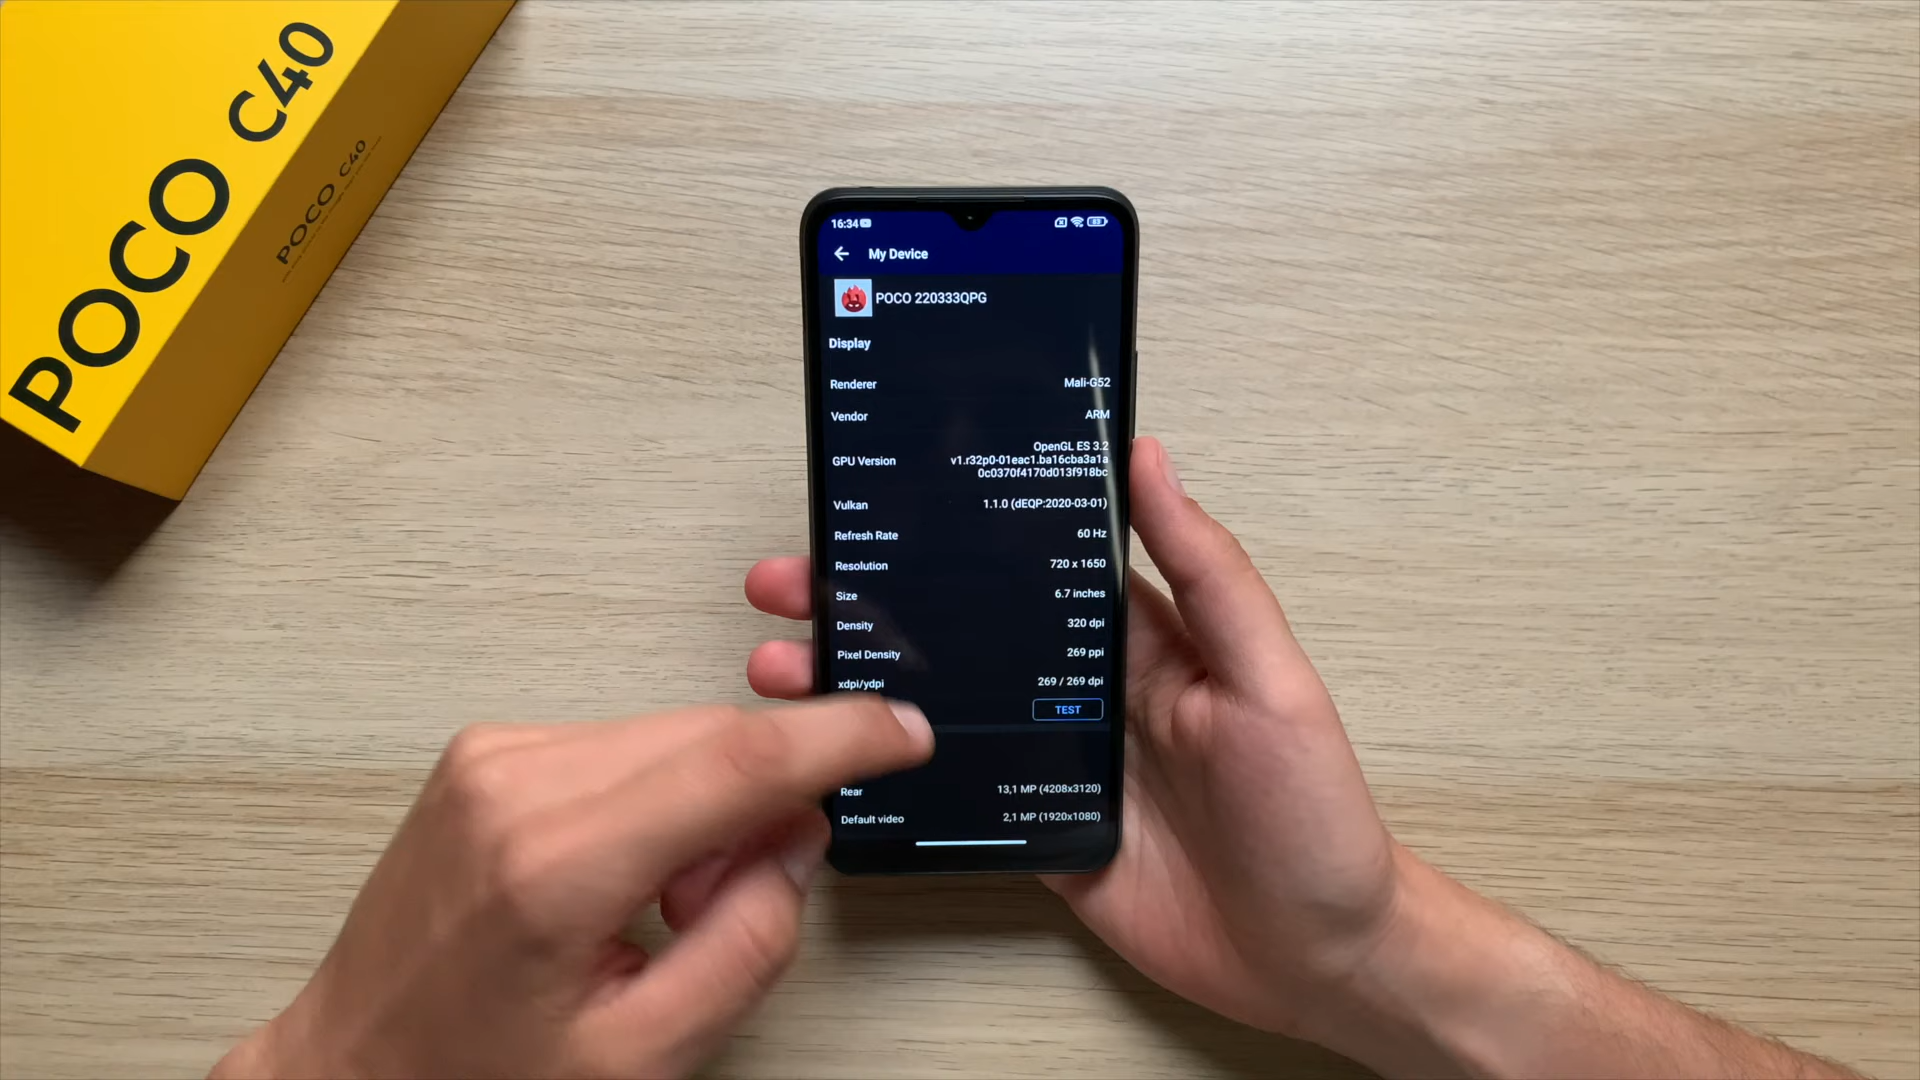 POCO C40
POCO C40
16:34
83
My Device
POCO 220333QPG
Display
Renderer Mali-G52
Vendor ARM
GPU Version OpenGL ES 3.2
v1.r32p0-01eac1.ba16cba3a1a
0c0370f4170d013f918bc
Vulkan 1.1.0 (dEQP:2020-03-01)
Refresh Rate 60 Hz
Resolution 720 x 1650
Size 6.7 inches
Density 320 dpi
Pixel Density 269 ppi
xdpi/ydpi 269 / 269 dpi
TEST
Rear 13,1 MP (4208x3120)
Default video 2,1 MP (1920x1080)